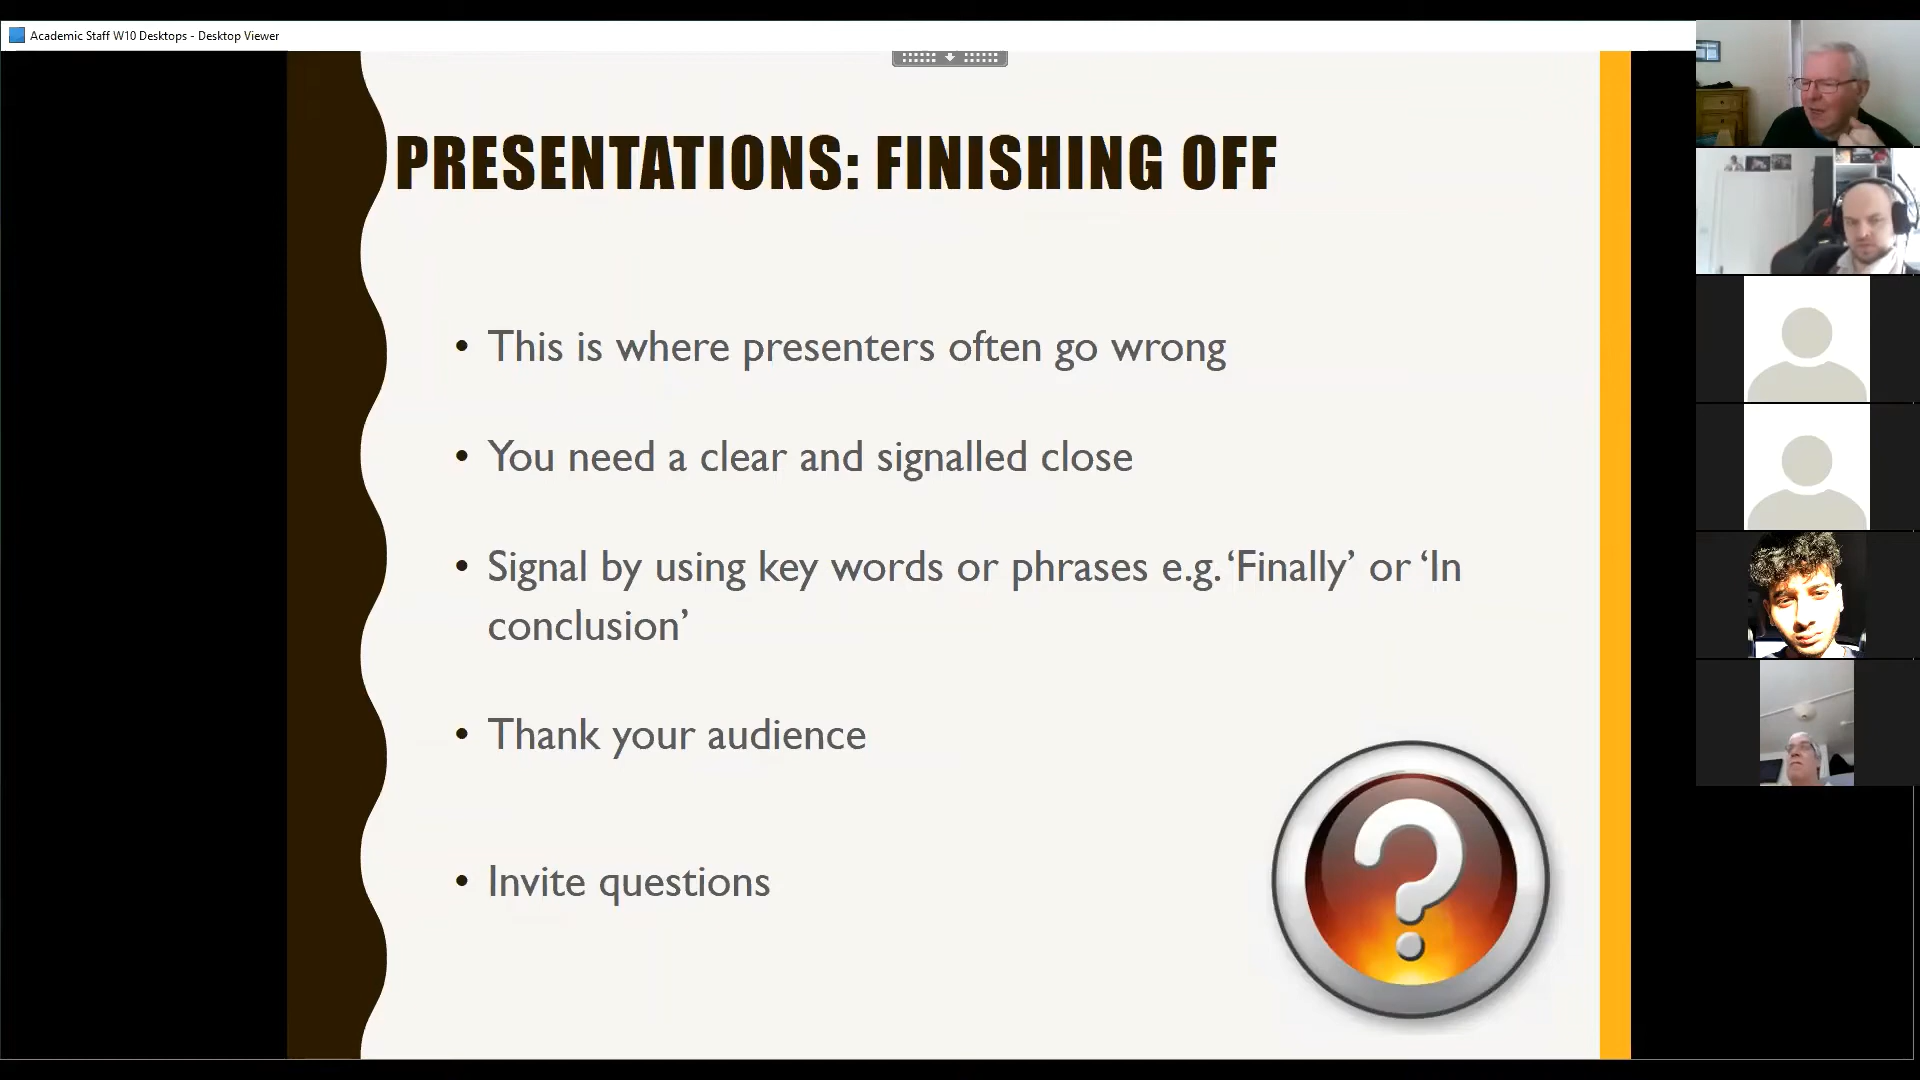 Academic Staff W10 Desktops - Desktop Viewer
PRESENTATIONS: FINISHING OFF
• This is where presenters often go wrong
• You need a clear and signalled close
• Signal by using key words or phrases e.g. ‘Finally’ or ‘In
conclusion’
• Thank your audience
• Invite questions
?